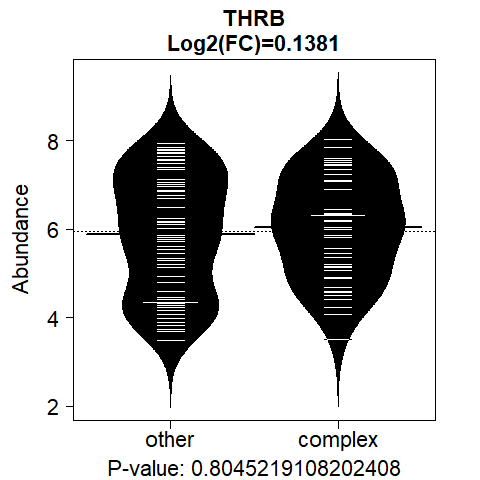 THRB
Log2(FC)=0.1381
Abundance
8
6
4
2
other complex
P-value: 0.8045219108202408